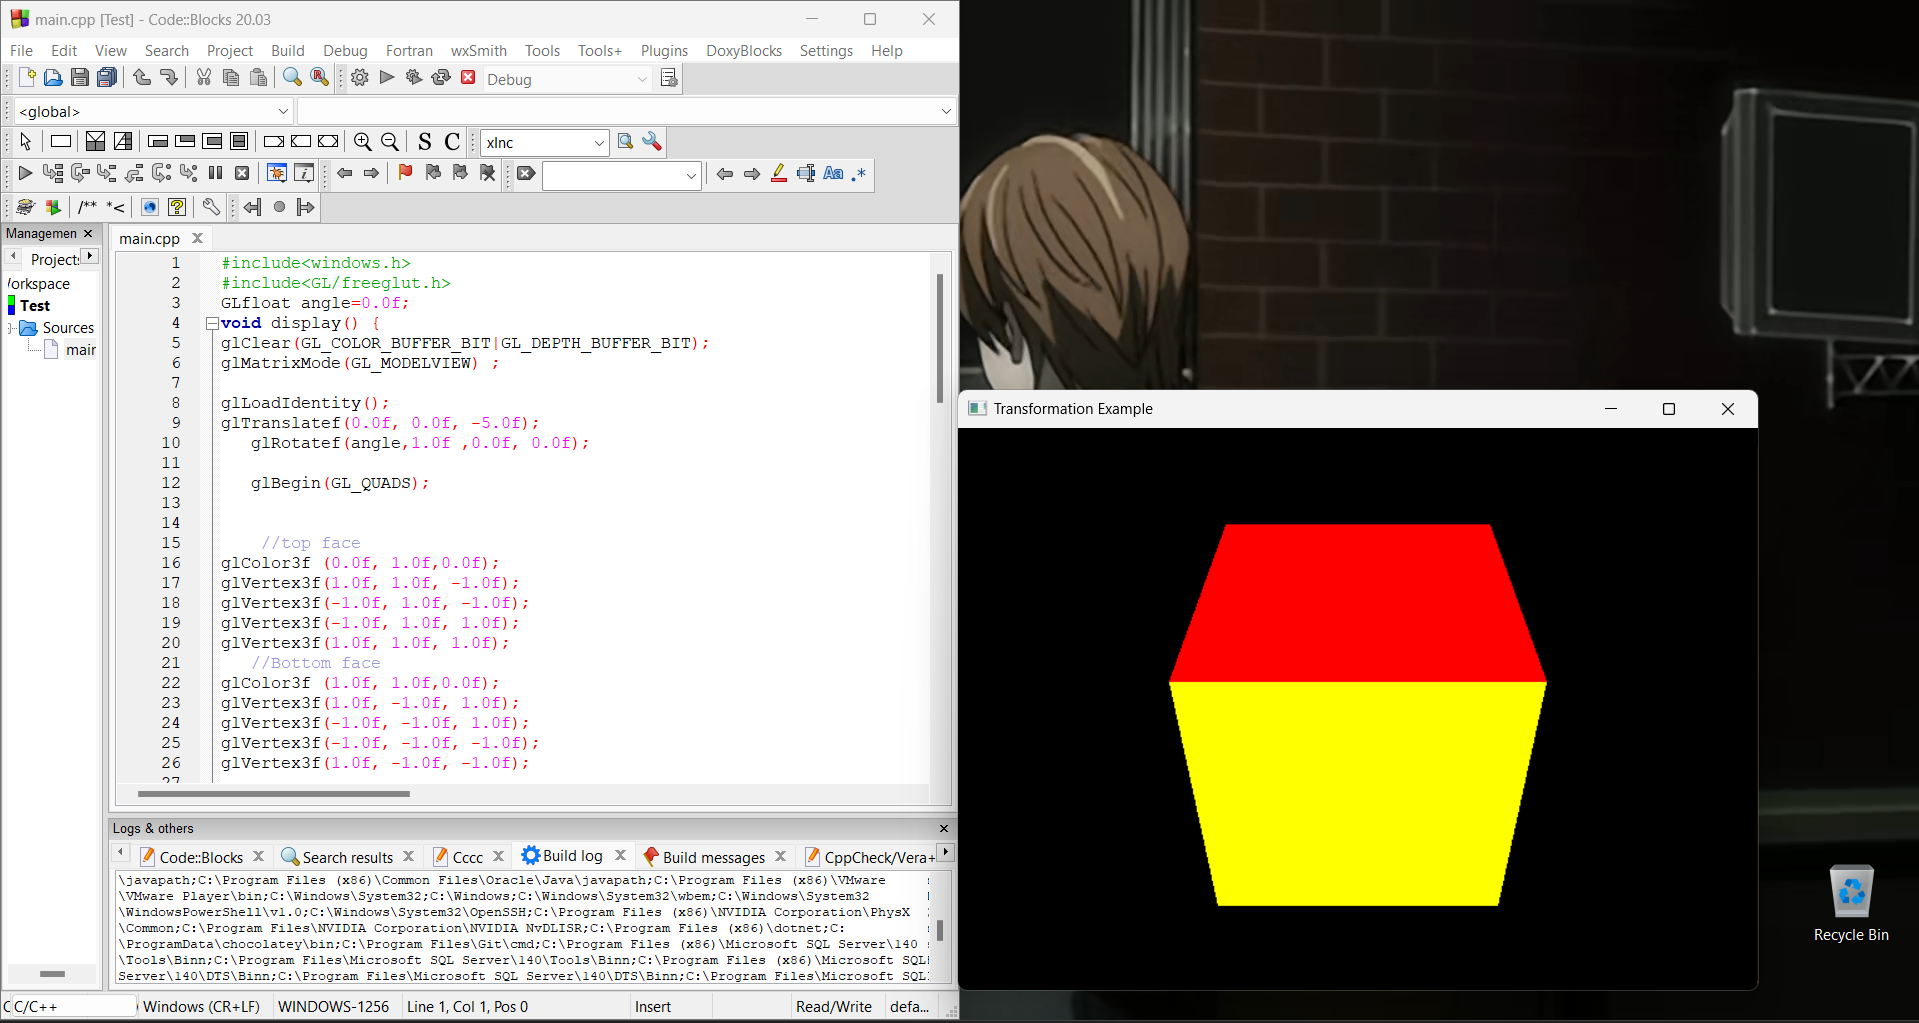 main.cpp [Test] - Code::Blocks 20.03
File Edit View Search Project Build Debug Fortran wxSmith Tools Tools+ Plugins DoxyBlocks Settings Help
Debug
<global>
S C xInc
Aa .*
/** *<
Managemen
Projects
orkspace
Test
Sources
main
main.cpp
1 #include<windows.h>
2 #include<GL/freeglut.h>
3 GLfloat angle=0.0f;
4 void display() {
5 glClear(GL_COLOR_BUFFER_BIT|GL_DEPTH_BUFFER_BIT);
6 glMatrixMode(GL_MODELVIEW) ;
7
8 glLoadIdentity();
9 glTranslatef(0.0f, 0.0f, -5.0f);
10 glRotatef(angle,1.0f ,0.0f, 0.0f);
11
12 glBegin(GL_QUADS);
13
14
15 //top face
16 glColor3f (0.0f, 1.0f,0.0f);
17 glVertex3f(1.0f, 1.0f, -1.0f);
18 glVertex3f(-1.0f, 1.0f, -1.0f);
19 glVertex3f(-1.0f, 1.0f, 1.0f);
20 glVertex3f(1.0f, 1.0f, 1.0f);
21 //Bottom face
22 glColor3f (1.0f, 1.0f,0.0f);
23 glVertex3f(1.0f, -1.0f, 1.0f);
24 glVertex3f(-1.0f, -1.0f, 1.0f);
25 glVertex3f(-1.0f, -1.0f, -1.0f);
26 glVertex3f(1.0f, -1.0f, -1.0f);
27
Logs & others
Code::Blocks Search results Cccc Build log Build messages CppCheck/Vera+
\javapath;C:\Program Files (x86)\Common Files\Oracle\Java\javapath;C:\Program Files (x86)\VMware
\VMware Player\bin;C:\Windows\System32;C:\Windows;C:\Windows\System32\wbem;C:\Windows\System32
\WindowsPowerShell\v1.0;C:\Windows\System32\OpenSSH;C:\Program Files (x86)\NVIDIA Corporation\PhysX
\Common;C:\Program Files\NVIDIA Corporation\NVIDIA NvDLISR;C:\Program Files (x86)\dotnet;C:
\ProgramData\chocolatey\bin;C:\Program Files\Git\cmd;C:\Program Files (x86)\Microsoft SQL Server\140
\Tools\Binn;C:\Program Files\Microsoft SQL Server\140\Tools\Binn;C:\Program Files (x86)\Microsoft SQL
Server\140\DTS\Binn;C:\Program Files\Microsoft SQL Server\140\DTS\Binn;C:\Program Files\Microsoft SQL
C/C++ Windows (CR+LF) WINDOWS-1256 Line 1, Col 1, Pos 0 Insert Read/Write defa...
Transformation Example
Recycle Bin